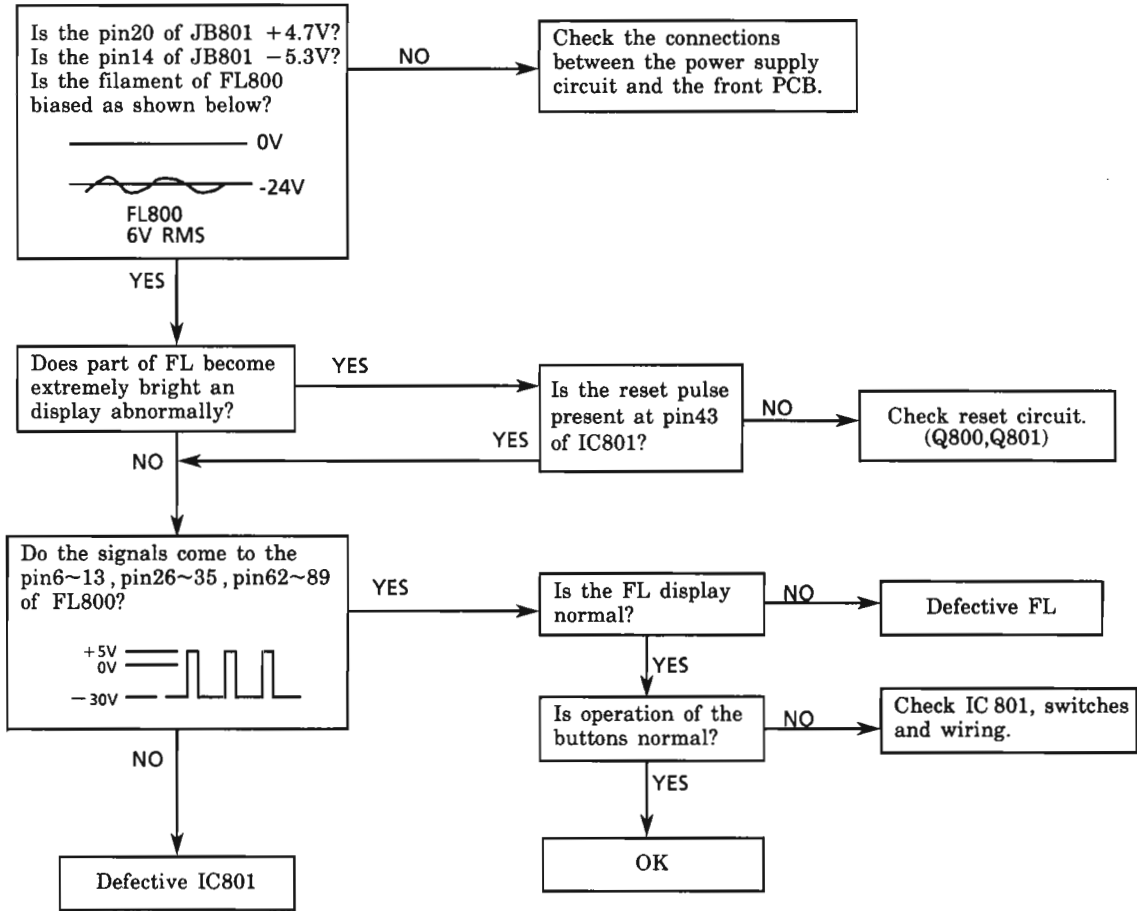 Is the pin20 of JB801 +4.7V?
Is the pin14 of JB801 −5.3V?
Is the filament of FL800
biased as shown below?
0V
-24V
FL800
6V RMS
NO
Check the connections
between the power supply
circuit and the front PCB.
YES
Does part of FL become
extremely bright an
display abnormally?
YES
Is the reset pulse
present at pin43
of IC801?
NO
Check reset circuit.
(Q800,Q801)
YES
NO
Do the signals come to the
pin6~13 , pin26~35 , pin62~89
of FL800?
+5V
0V
−30V
YES
Is the FL display
normal?
NO
Defective FL
YES
Is operation of the
buttons normal?
NO
Check IC 801, switches
and wiring.
NO
YES
Defective IC801
OK